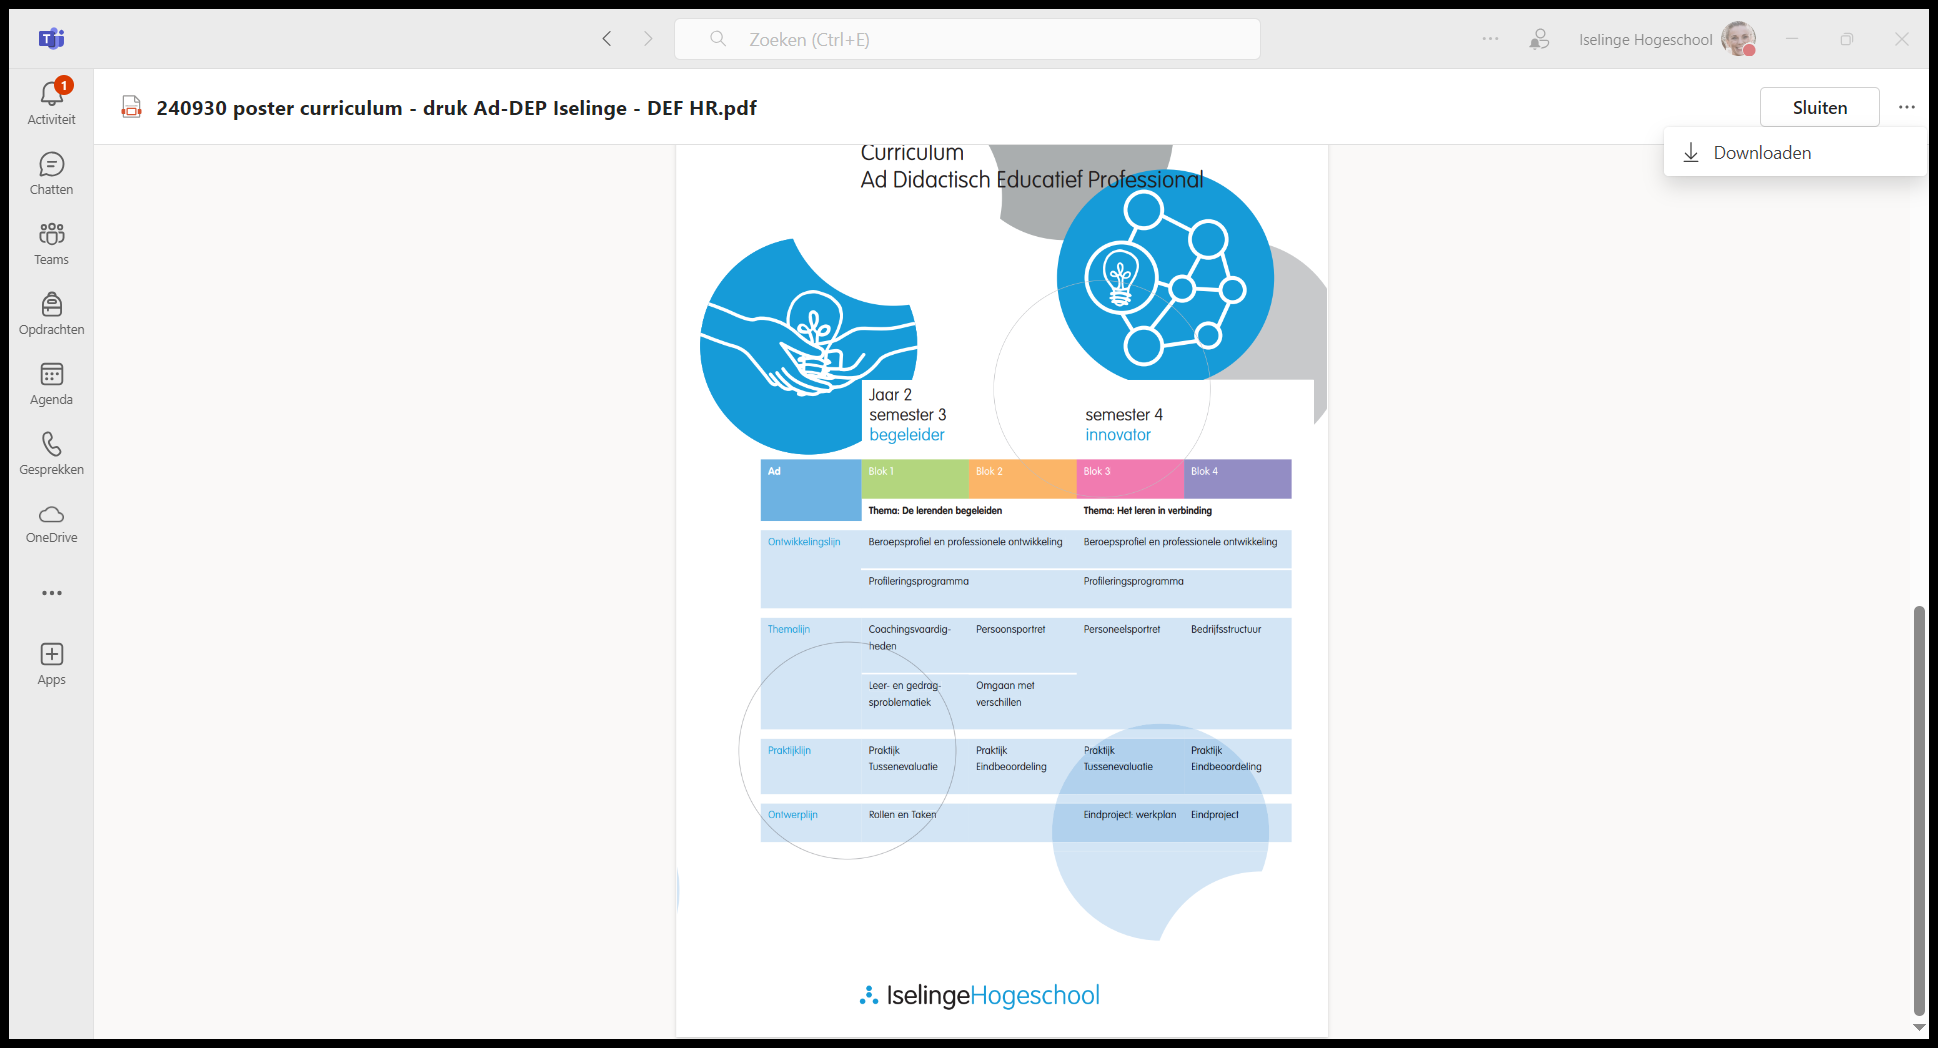 Zoeken (Ctrl+E)
Iselinge Hogeschool
1
Activiteit
Chatten
Teams
Opdrachten
Agenda
Gesprekken
OneDrive
Apps
240930 poster curriculum - druk Ad-DEP Iselinge - DEF HR.pdf
Sluiten
Downloaden
Curriculum
Ad Didactisch Educatief Professional
Jaar 2
semester 3
begeleider
semester 4
innovator
Ad
Blok 1
Blok 2
Blok 3
Blok 4
Thema: De lerenden begeleiden
Thema: Het leren in verbinding
Ontwikkelingslijn
Beroepsprofiel en professionele ontwikkeling
Beroepsprofiel en professionele ontwikkeling
Profileringsprogramma
Profileringsprogramma
Themalijn
Coachingsvaardig-
heden
Persoonsportret
Personeelsportret
Bedrijfsstructuur
Leer- en gedrag-
sproblematiek
Omgaan met
verschillen
Praktijklijn
Praktijk
Tussenevaluatie
Praktijk
Eindbeoordeling
Praktijk
Tussenevaluatie
Praktijk
Eindbeoordeling
Ontwerplijn
Rollen en Taken
Eindproject: werkplan
Eindproject
IselingeHogeschool